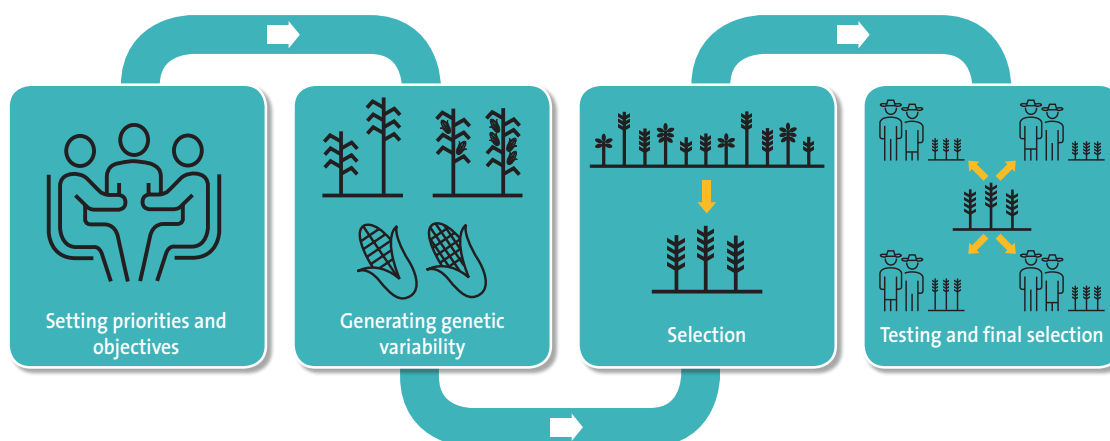 Setting priorities and
objectives
Generating genetic
variability
Selection
Testing and final selection